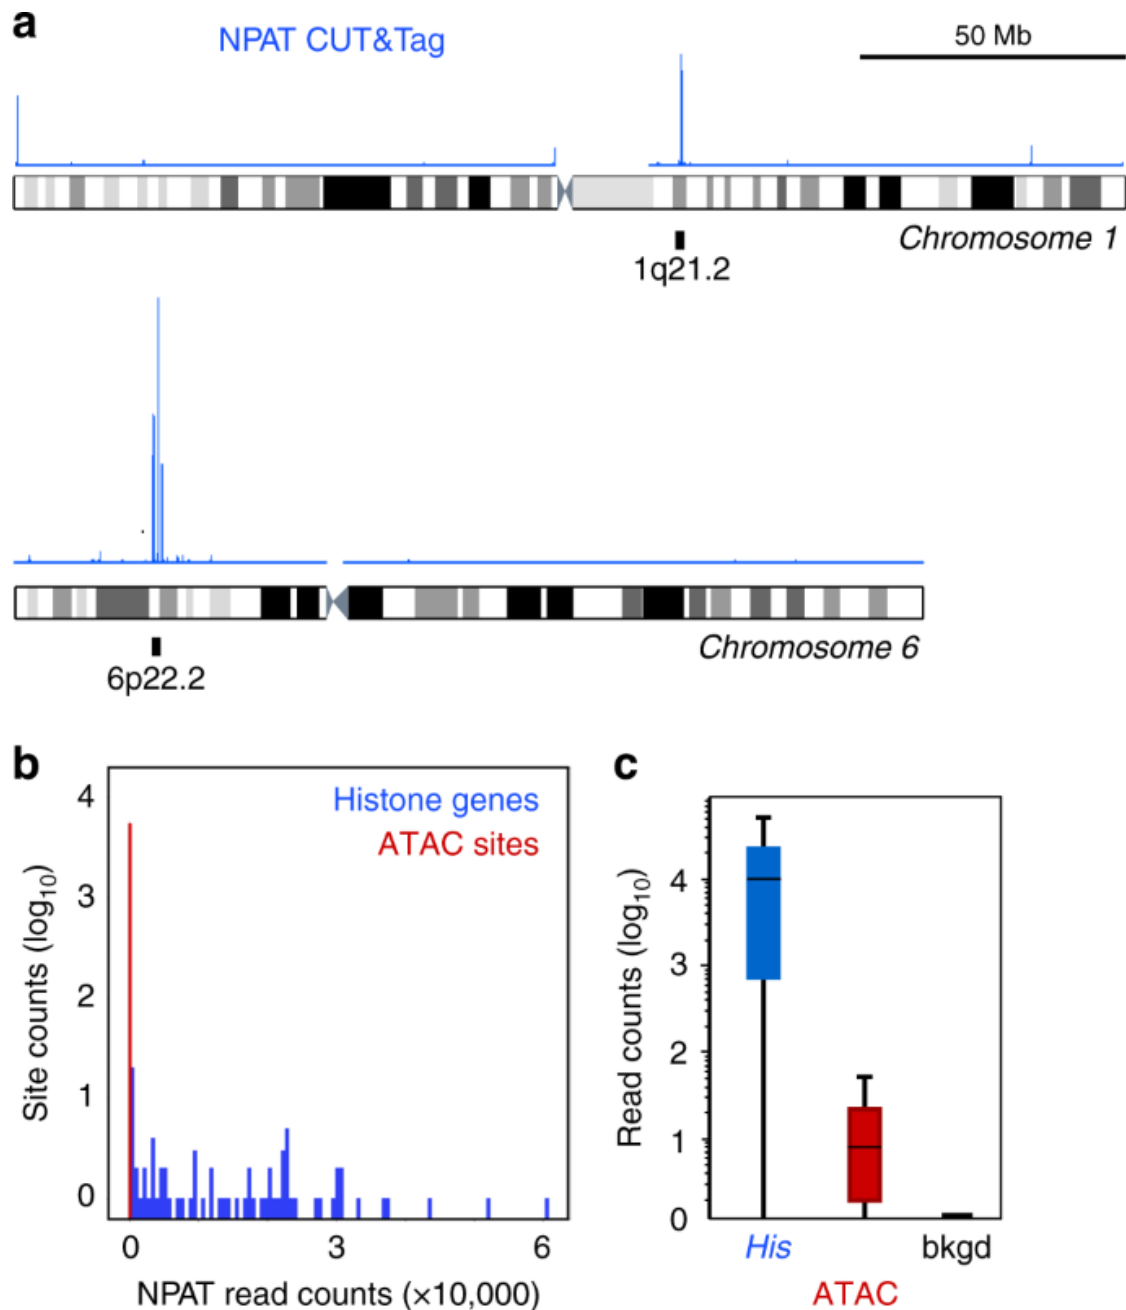 a
NPAT CUT&Tag
50 Mb
Chromosome 1
1q21.2
Chromosome 6
6p22.2
b
Histone genes
ATAC sites
4
3
2
1
0
Site counts (log10)
0 3 6
NPAT read counts (×10,000)
c
4
3
2
1
0
Read counts (log10)
His
bkgd
ATAC